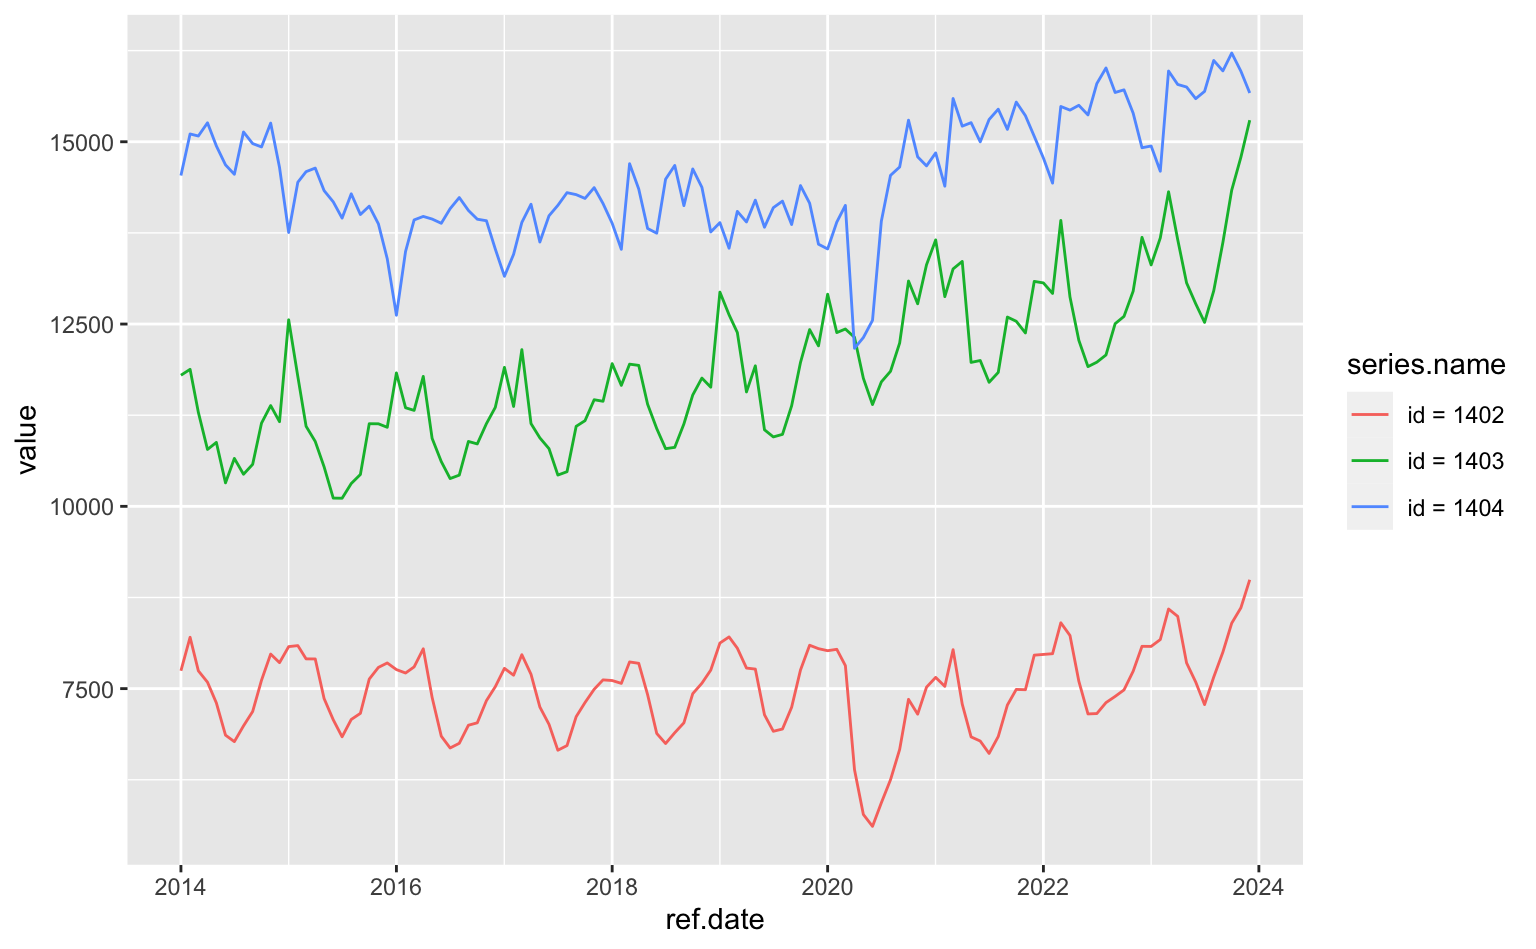 15000
12500
10000
7500
value
2014 2016 2018 2020 2022 2024
ref.date
series.name
id = 1402
id = 1403
id = 1404